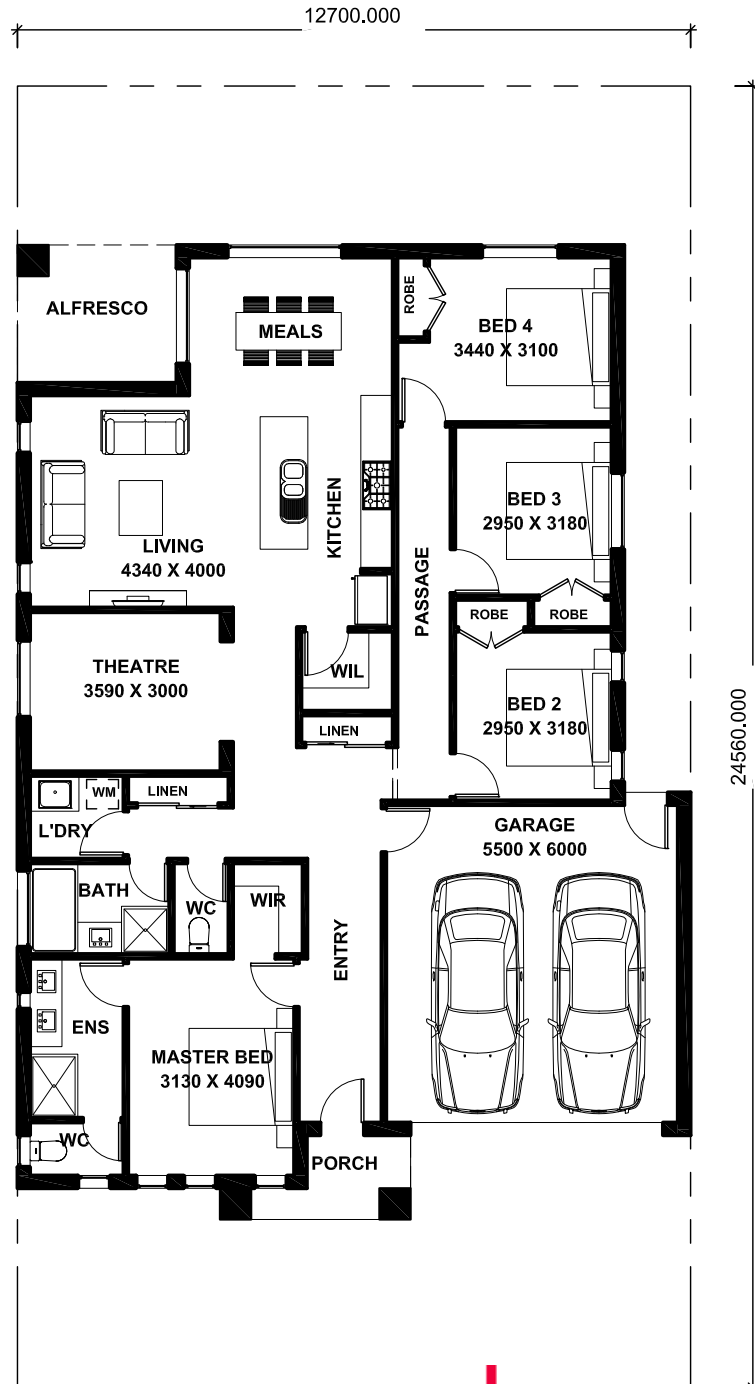 12700.000
ALFRESCO
MEALS
ROBE
BED 4
3440 X 3100
KITCHEN
BED 3
2950 X 3180
LIVING
4340 X 4000
PASSAGE
ROBE
ROBE
THEATRE
3590 X 3000
WIL
BED 2
2950 X 3180
LINEN
24560.000
WM
LINEN
L'DRY
GARAGE
5500 X 6000
BATH
WC
WIR
ENTRY
ENS
MASTER BED
3130 X 4090
WC
PORCH